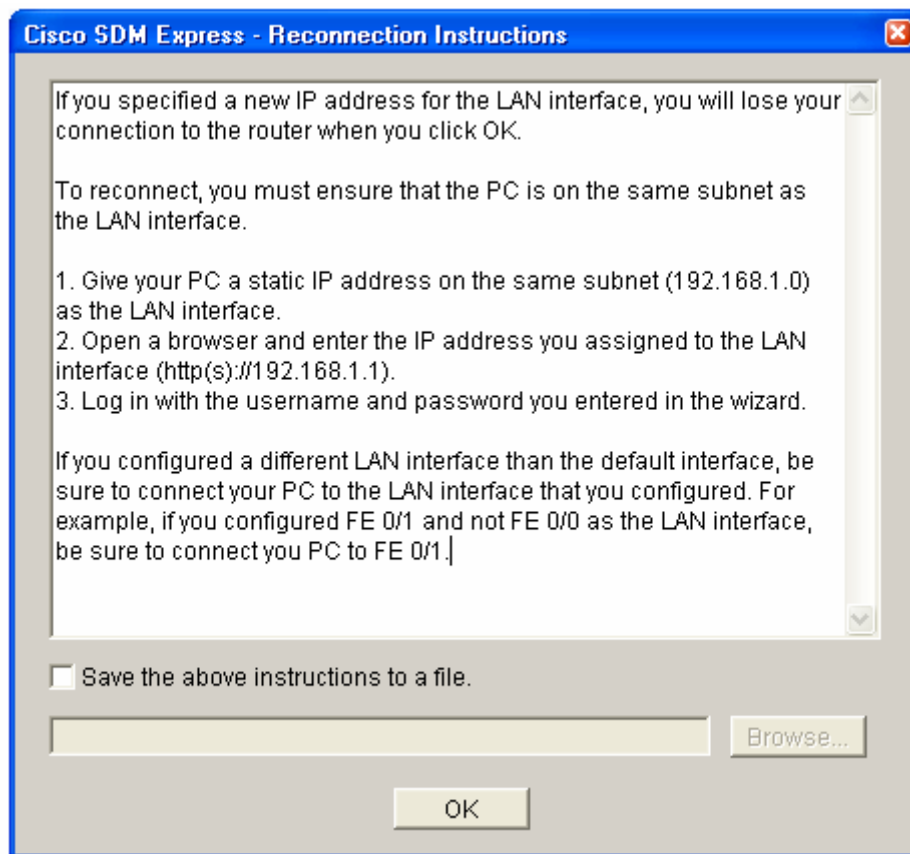 Cisco SDM Express - Reconnection Instructions
If you specified a new IP address for the LAN interface, you will lose your
connection to the router when you click OK.
To reconnect, you must ensure that the PC is on the same subnet as
the LAN interface.
1. Give your PC a static IP address on the same subnet (192.168.1.0)
as the LAN interface.
2. Open a browser and enter the IP address you assigned to the LAN
interface (http(s)://192.168.1.1).
3. Log in with the username and password you entered in the wizard.
If you configured a different LAN interface than the default interface, be
sure to connect your PC to the LAN interface that you configured. For
example, if you configured FE 0/1 and not FE 0/0 as the LAN interface,
be sure to connect you PC to FE 0/1.
Save the above instructions to a file.
Browse...
OK